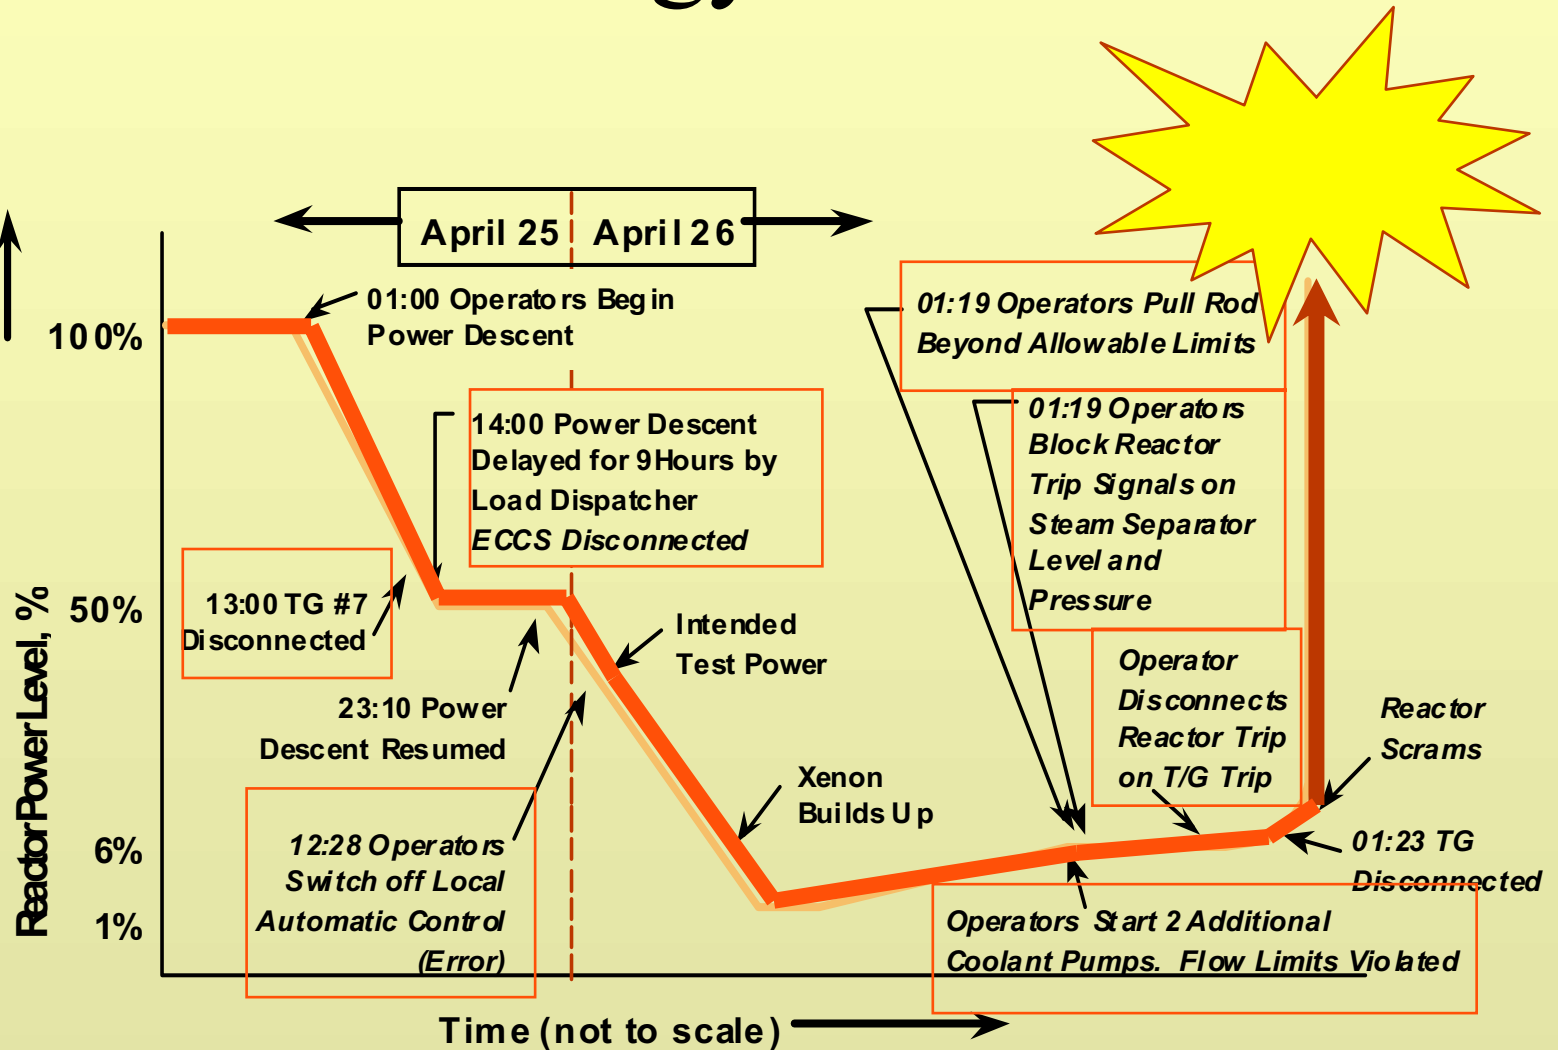 April 25
April 26
01:00 Operators Begin
Power Descent
100%
01:19 Operators Pull Rod
Beyond Allowable Limits
01:19 Operators
Block Reactor
Trip Signals on
Steam Separator
Level and
Pressure
14:00 Power Descent
Delayed for 9Hours by
Load Dispatcher
ECCS Disconnected
13:00 TG #7
Disconnected
50%
Intended
Test Power
23:10 Power
Descent Resumed
Operator
Disconnects
Reactor Trip
on T/G Trip
Reactor
Scrams
Xenon
Builds Up
12:28 Operators
Switch off Local
Automatic Control
(Error)
6%
1%
01:23 TG
Disconnected
Operators Start 2 Additional
Coolant Pumps. Flow Limits Violated
Reactor Power Level, %
Time (not to scale)